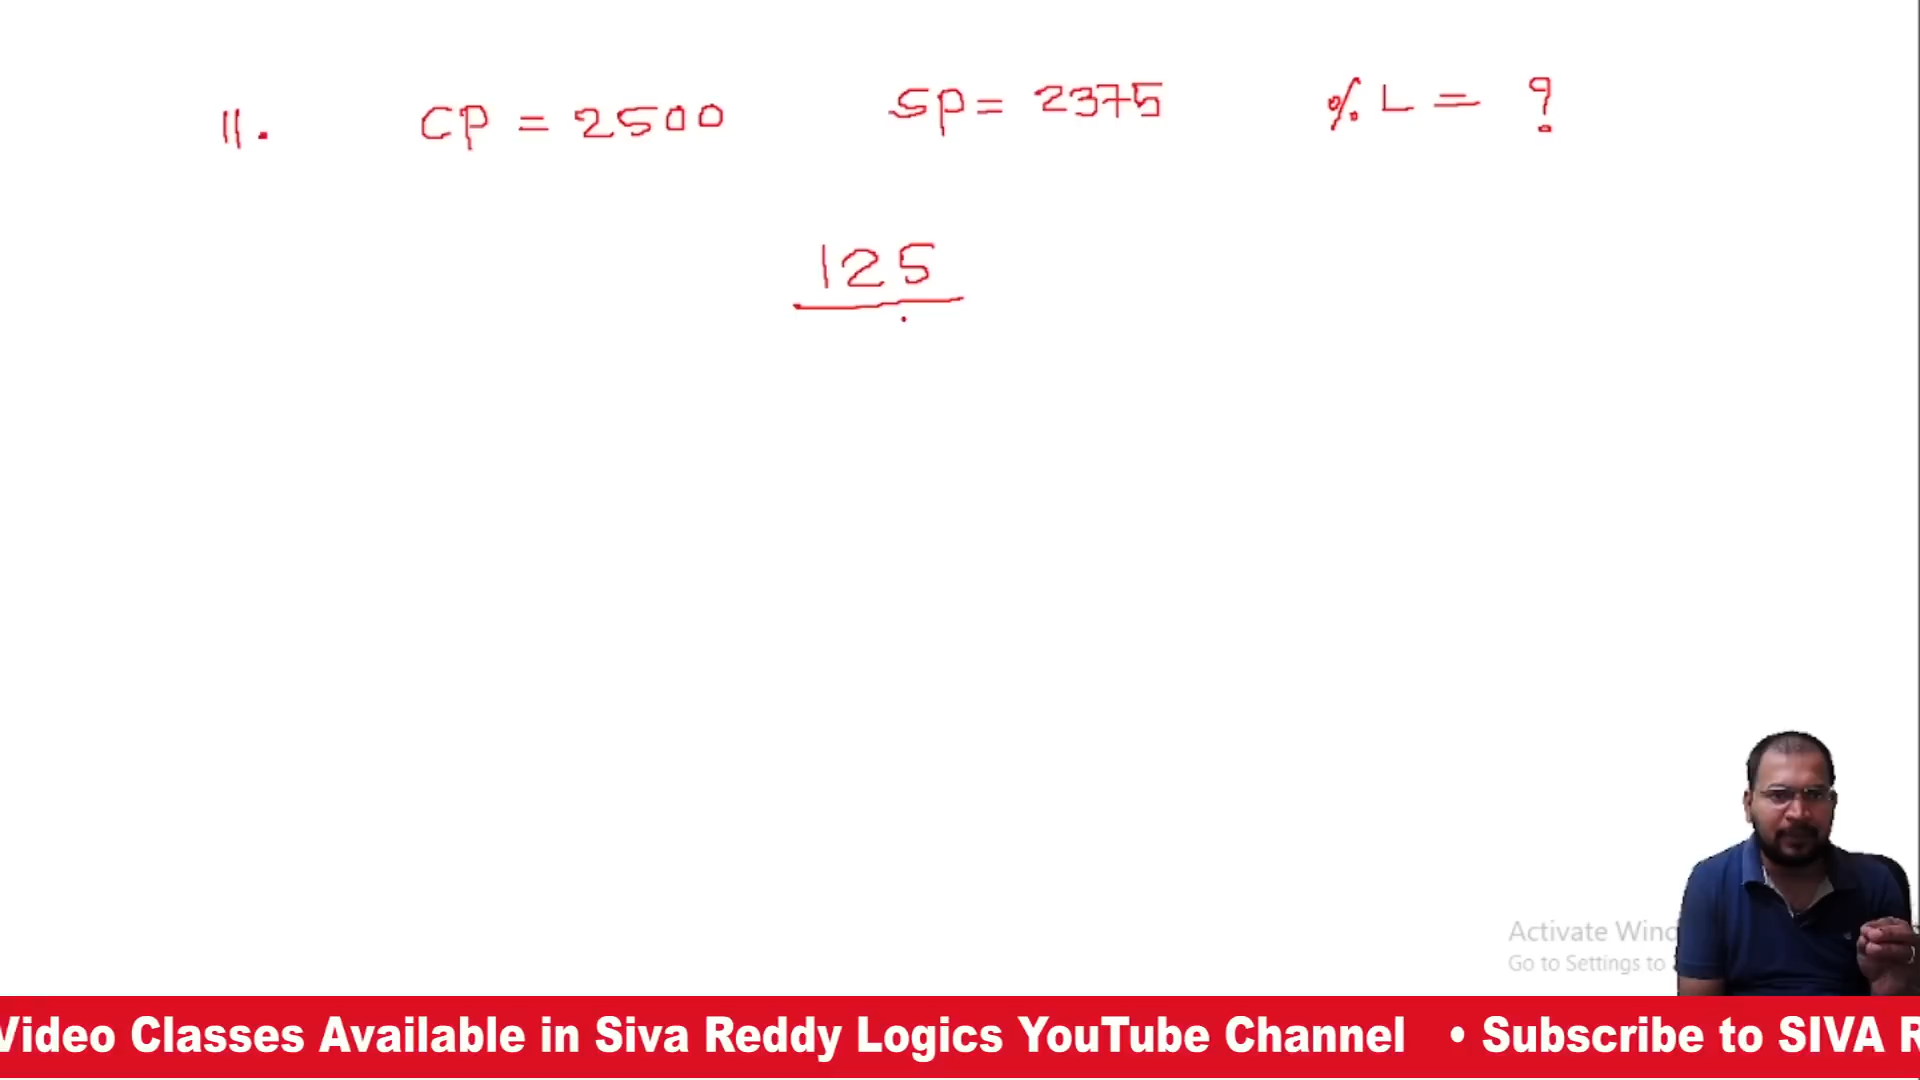 11. CP = 2500 SP = 2375 % L = ?
125
Activate Wind
Go to Settings to
Video Classes Available in Siva Reddy Logics YouTube Channel • Subscribe to SIVA R